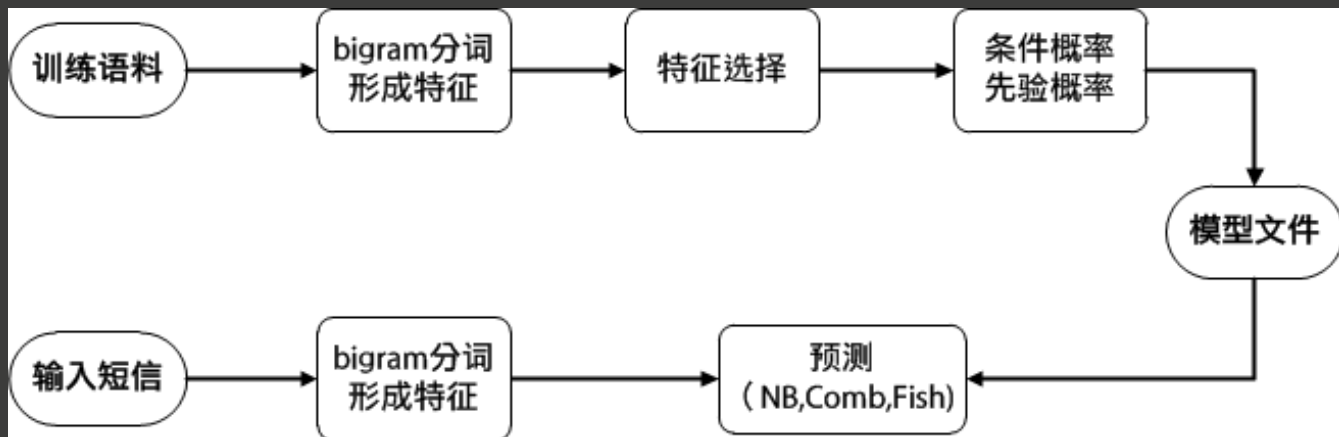 训练语料
bigram分词
形成特征
特征选择
条件概率
先验概率
模型文件
输入短信
bigram分词
形成特征
预测
（NB,Comb,Fish)